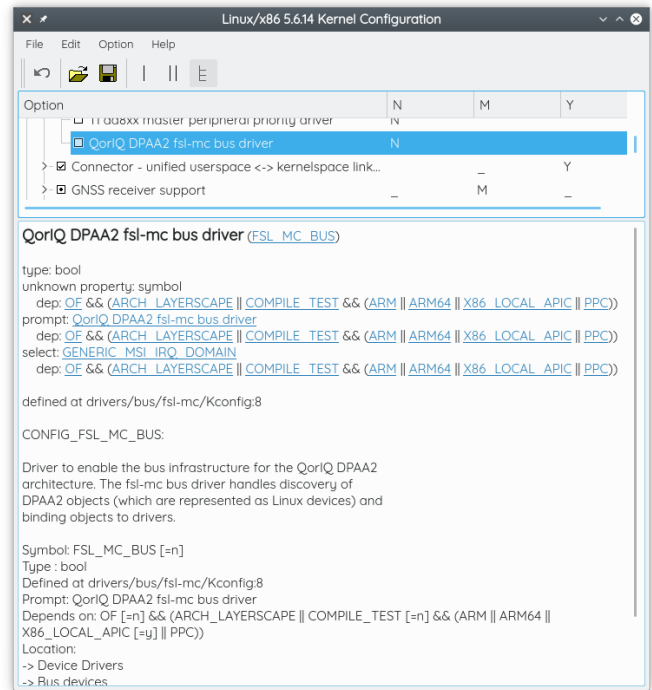 Linux/x86 5.6.14 Kernel Configuration
File Edit Option Help
Option N M Y
TI da8xx master peripheral priority driver N
QorIQ DPAA2 fsl-mc bus driver N
Connector - unified userspace <-> kernelspace link... _ Y
GNSS receiver support _ M _
QorIQ DPAA2 fsl-mc bus driver (FSL_MC_BUS)
type: bool
unknown property: symbol
dep: OF && (ARCH_LAYERSCAPE || COMPILE_TEST && (ARM || ARM64 || X86_LOCAL_APIC || PPC))
prompt: QorIQ DPAA2 fsl-mc bus driver
dep: OF && (ARCH_LAYERSCAPE || COMPILE_TEST && (ARM || ARM64 || X86_LOCAL_APIC || PPC))
select: GENERIC_MSI_IRQ_DOMAIN
dep: OF && (ARCH_LAYERSCAPE || COMPILE_TEST && (ARM || ARM64 || X86_LOCAL_APIC || PPC))
defined at drivers/bus/fsl-mc/Kconfig:8
CONFIG_FSL_MC_BUS:
Driver to enable the bus infrastructure for the QorIQ DPAA2
architecture. The fsl-mc bus driver handles discovery of
DPAA2 objects (which are represented as Linux devices) and
binding objects to drivers.
Symbol: FSL_MC_BUS [=n]
Type : bool
Defined at drivers/bus/fsl-mc/Kconfig:8
Prompt: QorIQ DPAA2 fsl-mc bus driver
Depends on: OF [=n] && (ARCH_LAYERSCAPE || COMPILE_TEST [=n] && (ARM || ARM64 ||
X86_LOCAL_APIC [=y] || PPC))
Location:
-> Device Drivers
-> Bus devices